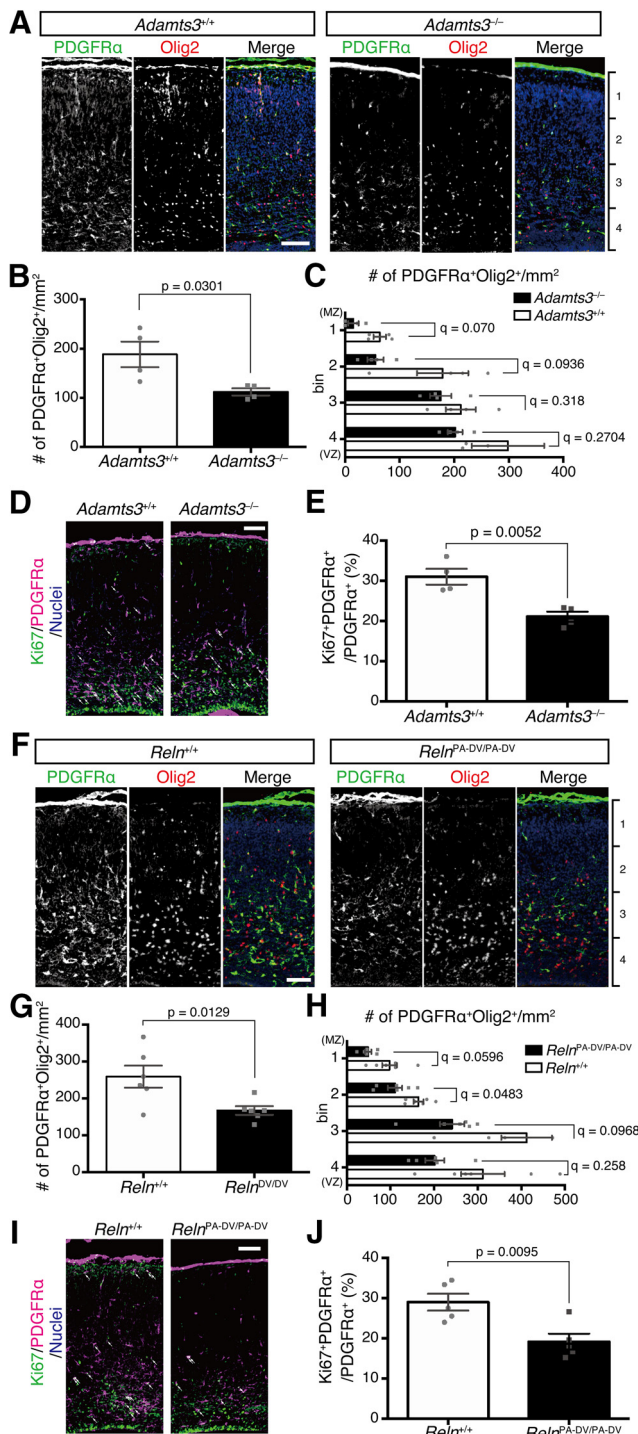 A
Adamts3+/+
Adamts3−/−
PDGFRα Olig2 Merge
PDGFRα Olig2 Merge
1
2
3
4
B
# of PDGFRα+Olig2+/mm2
p = 0.0301
300
200
100
0
Adamts3+/+ Adamts3−/−
C
# of PDGFRα+Olig2+/mm2
Adamts3−/−
Adamts3+/+
bin
(MZ)
1
2
3
4
(VZ)
q = 0.070
q = 0.0936
q = 0.318
q = 0.2704
0 100 200 300 400
D
Adamts3+/+ Adamts3−/−
Ki67/PDGFRα
/Nuclei
E
Ki67+PDGFRα+
/PDGFRα+ (%)
p = 0.0052
40
30
20
10
0
Adamts3+/+ Adamts3−/−
F
Reln+/+
RelnPA-DV/PA-DV
PDGFRα Olig2 Merge
PDGFRα Olig2 Merge
1
2
3
4
G
# of PDGFRα+Olig2+/mm2
p = 0.0129
400
300
200
100
0
Reln+/+ RelnDV/DV
H
# of PDGFRα+Olig2+/mm2
RelnPA-DV/PA-DV
Reln+/+
bin
(MZ)
1
2
3
4
(VZ)
q = 0.0596
q = 0.0483
q = 0.0968
q = 0.258
0 100 200 300 400 500
I
Reln+/+ RelnPA-DV/PA-DV
Ki67/PDGFRα
/Nuclei
J
Ki67+PDGFRα+
/PDGFRα+ (%)
p = 0.0095
40
30
20
10
0
Reln+/+ RelnPA-DV/PA-DV